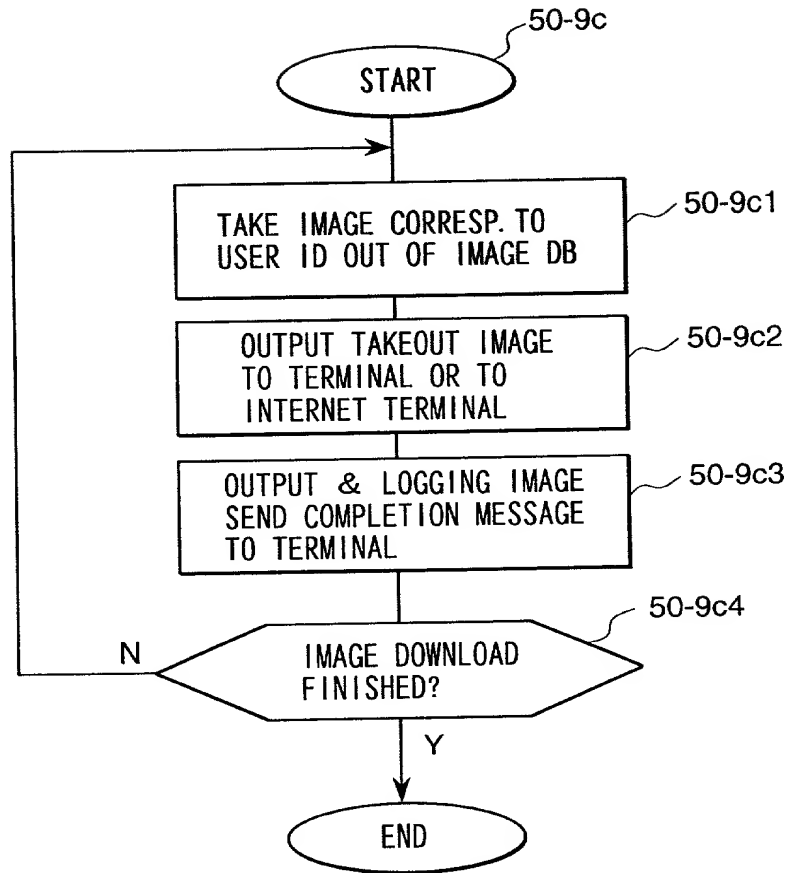 50-9c
START
50-9c1
TAKE IMAGE CORRESP. TO
USER ID OUT OF IMAGE DB
50-9c2
OUTPUT TAKEOUT IMAGE
TO TERMINAL OR TO
INTERNET TERMINAL
50-9c3
OUTPUT & LOGGING IMAGE
SEND COMPLETION MESSAGE
TO TERMINAL
50-9c4
N
IMAGE DOWNLOAD
FINISHED?
Y
END